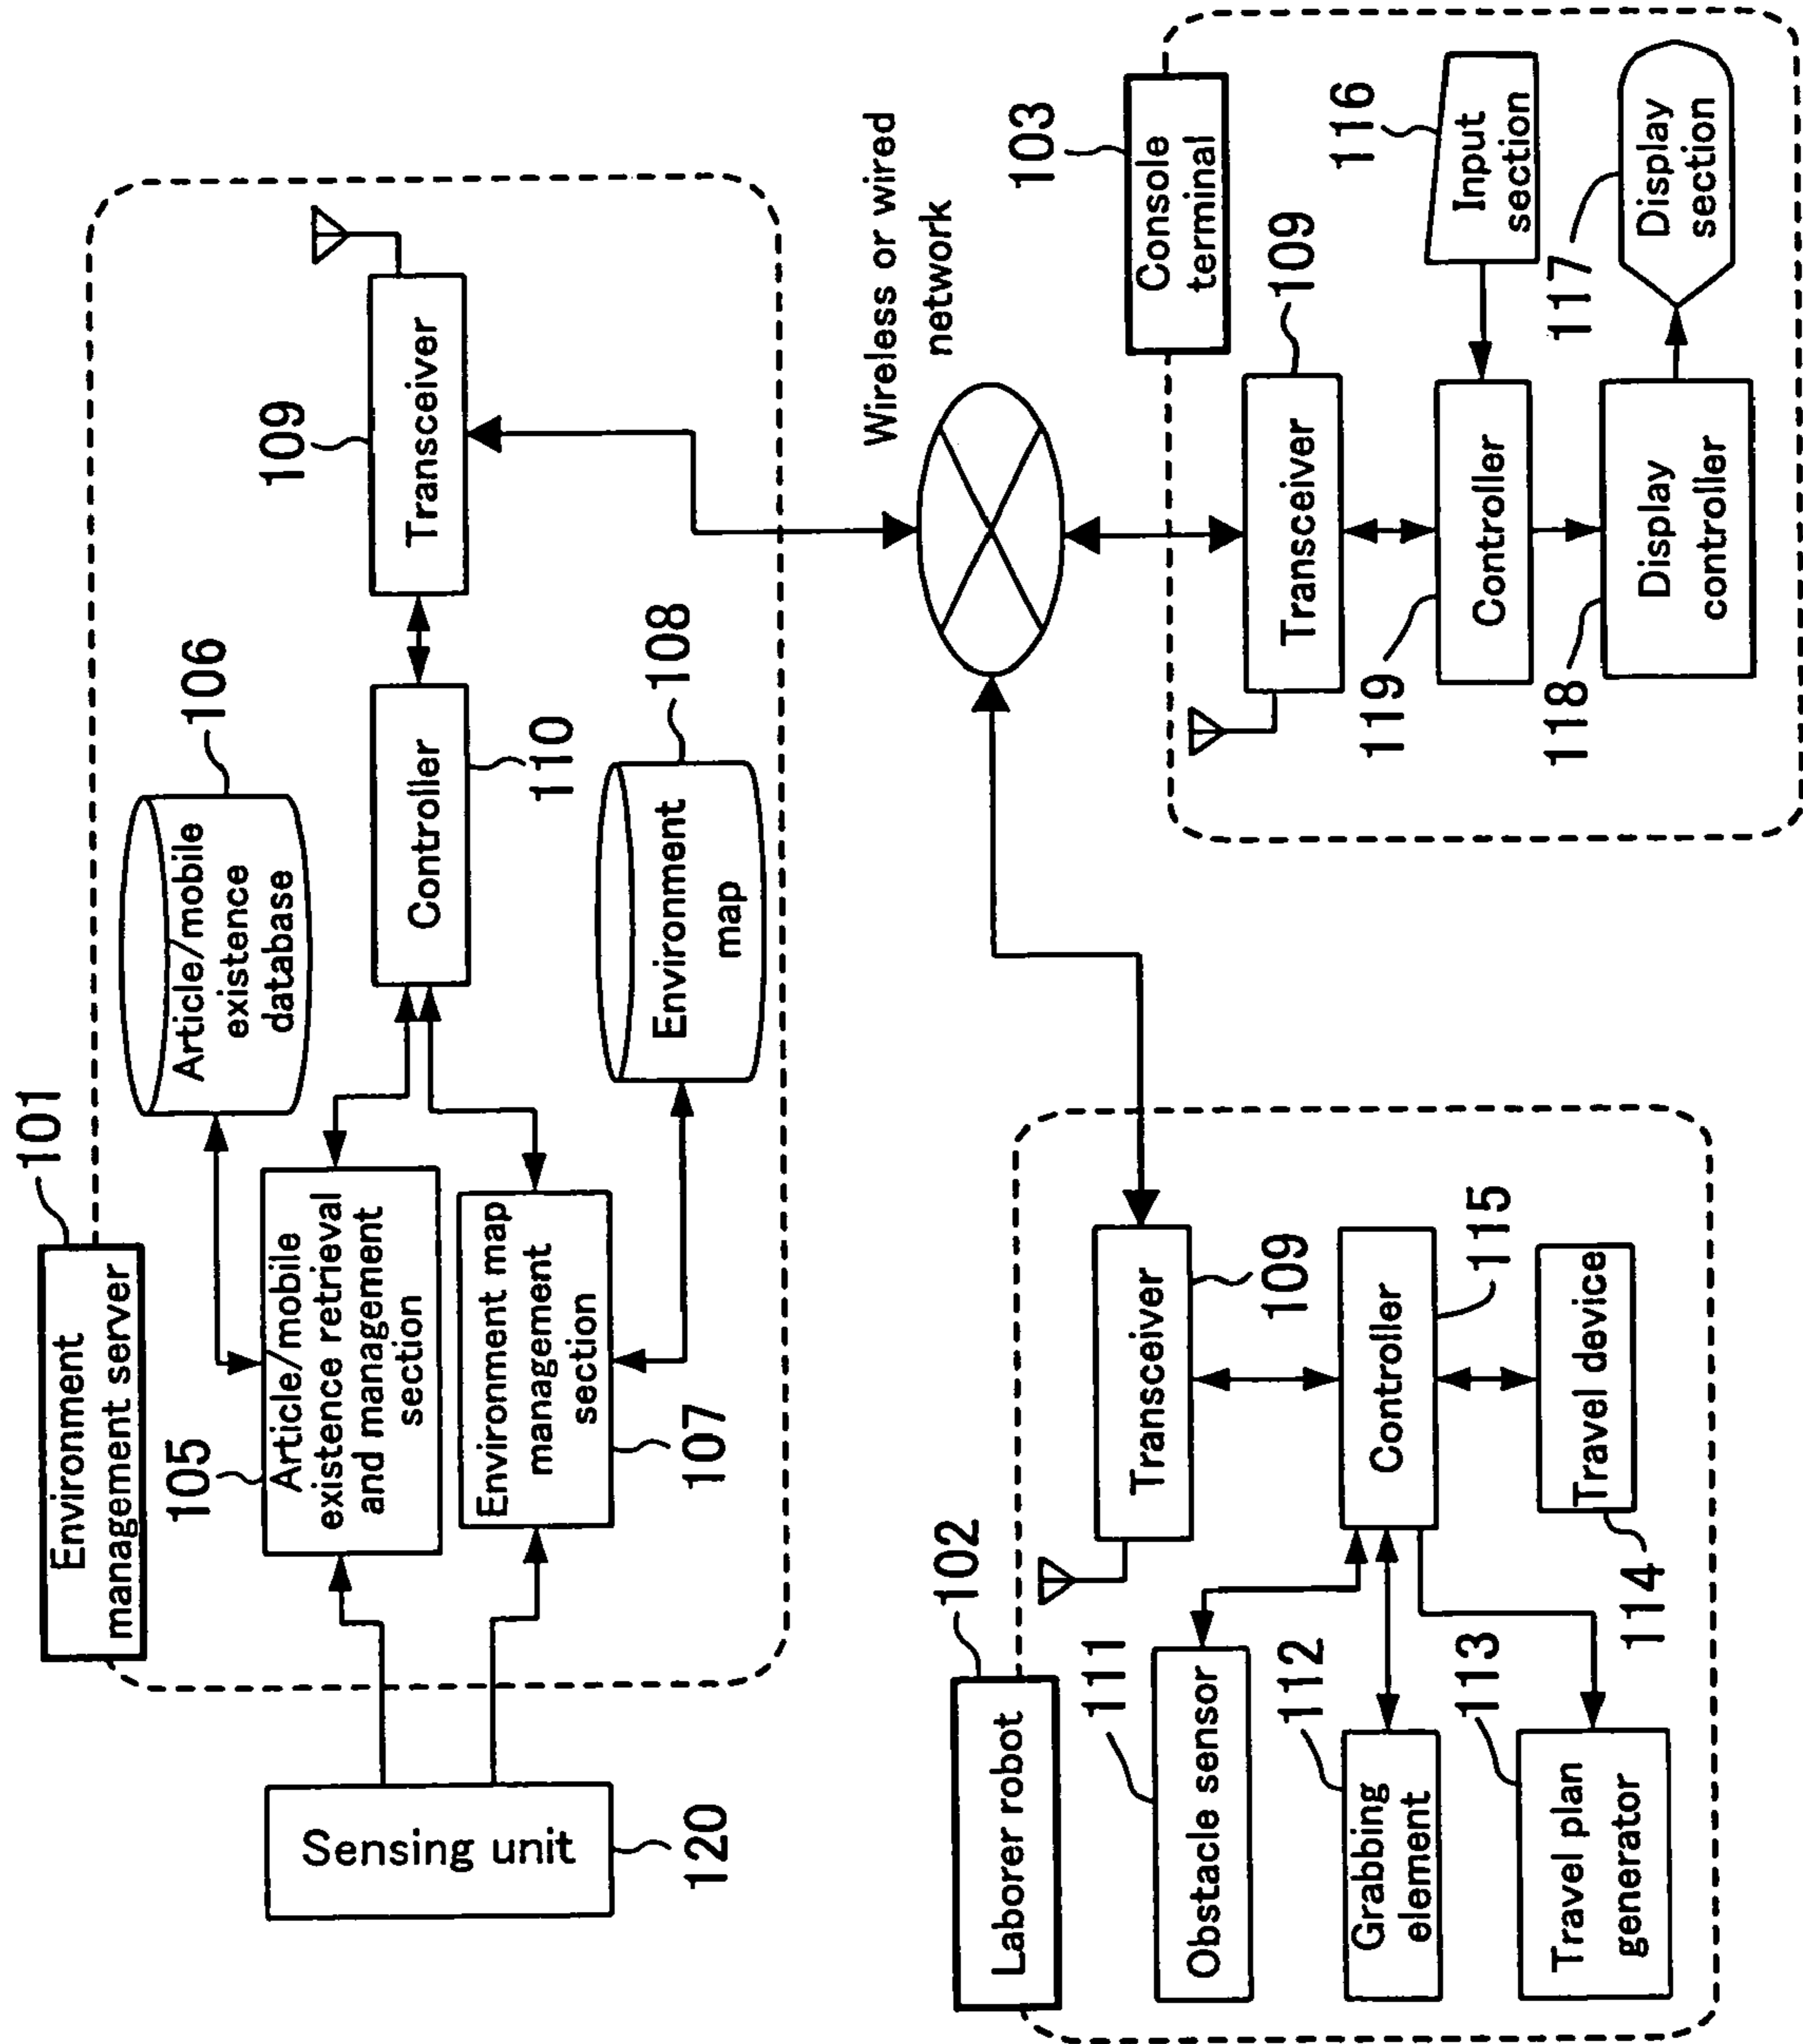 101
Environment
management server
105
Article/mobile
existence retrieval
and management
section
106
Article/mobile
existence
database
Environment map
management
section
107
108
Environment
map
Controller
110
109
Transceiver
Sensing unit
120
Wireless or wired
network
102
Laborer robot
111
Obstacle sensor
112
Grabbing
element
113
Travel plan
generator
Transceiver
109
Controller
115
Travel device
114
103
Console
terminal
109
Transceiver
119
Controller
116
Input
section
117
Display
section
118
Display
controller